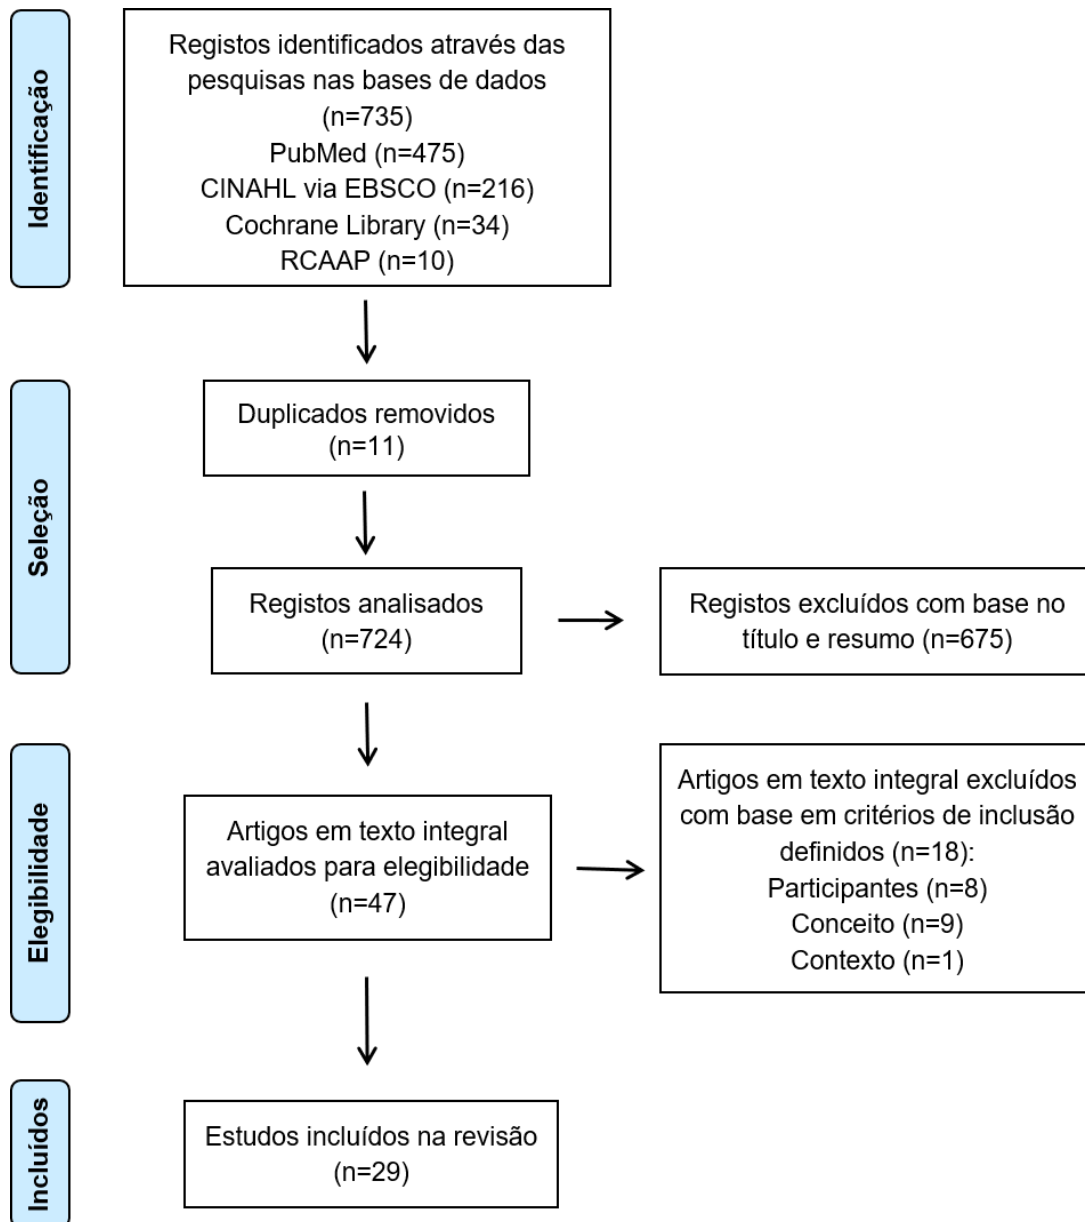 Identificação
Registos identificados através das
pesquisas nas bases de dados
(n=735)
PubMed (n=475)
CINAHL via EBSCO (n=216)
Cochrane Library (n=34)
RCAAP (n=10)
Seleção
Duplicados removidos
(n=11)
Registos analisados
(n=724)
Registos excluídos com base no
título e resumo (n=675)
Elegibilidade
Artigos em texto integral
avaliados para elegibilidade
(n=47)
Artigos em texto integral excluídos
com base em critérios de inclusão
definidos (n=18):
Participantes (n=8)
Conceito (n=9)
Contexto (n=1)
Incluídos
Estudos incluídos na revisão
(n=29)